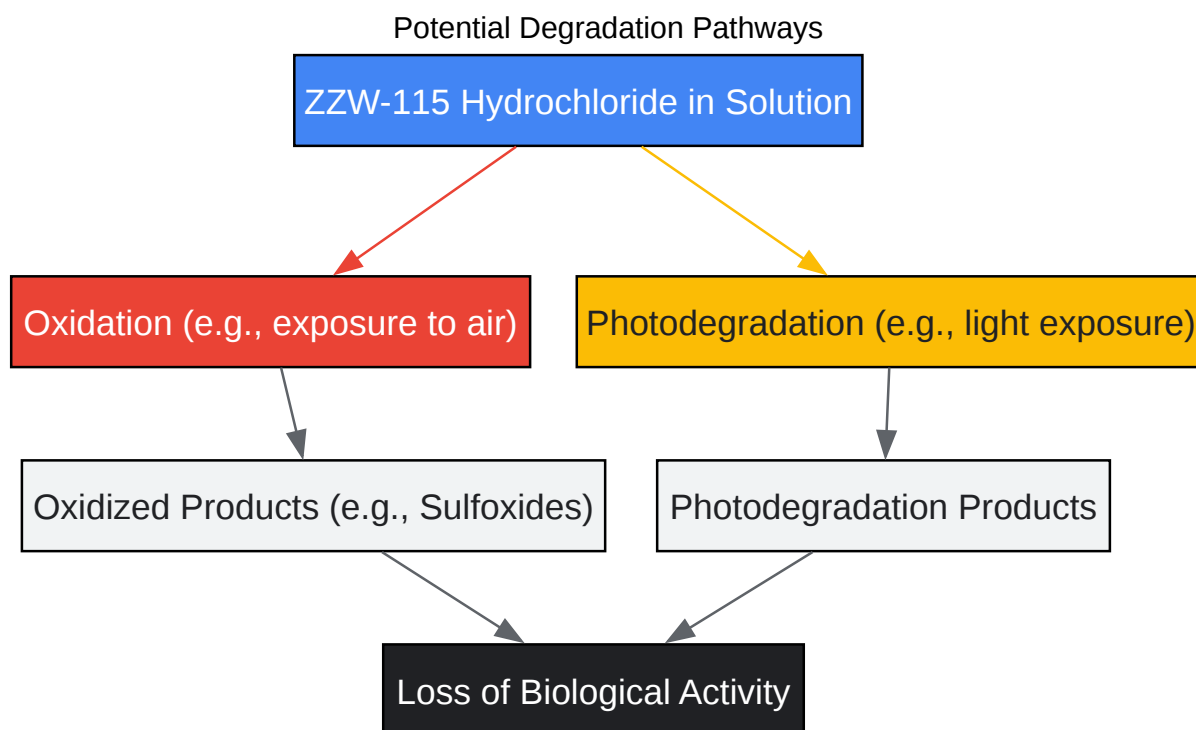 Potential Degradation Pathways
ZZW-115 Hydrochloride in Solution
Oxidation (e.g., exposure to air)
Photodegradation (e.g., light exposure)
Oxidized Products (e.g., Sulfoxides)
Photodegradation Products
Loss of Biological Activity